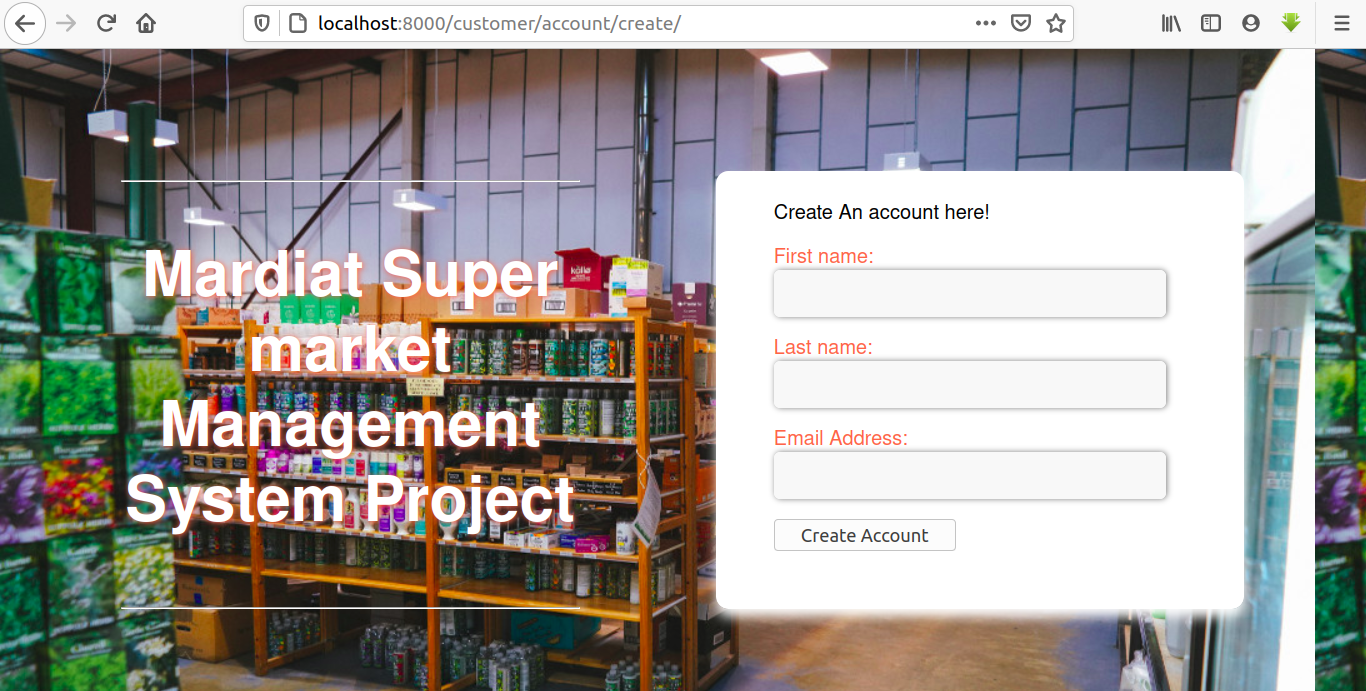 localhost:8000/customer/account/create/
Mardiat Super
market
Management
System Project
Create An account here!
First name:
Last name:
Email Address:
Create Account
kallo